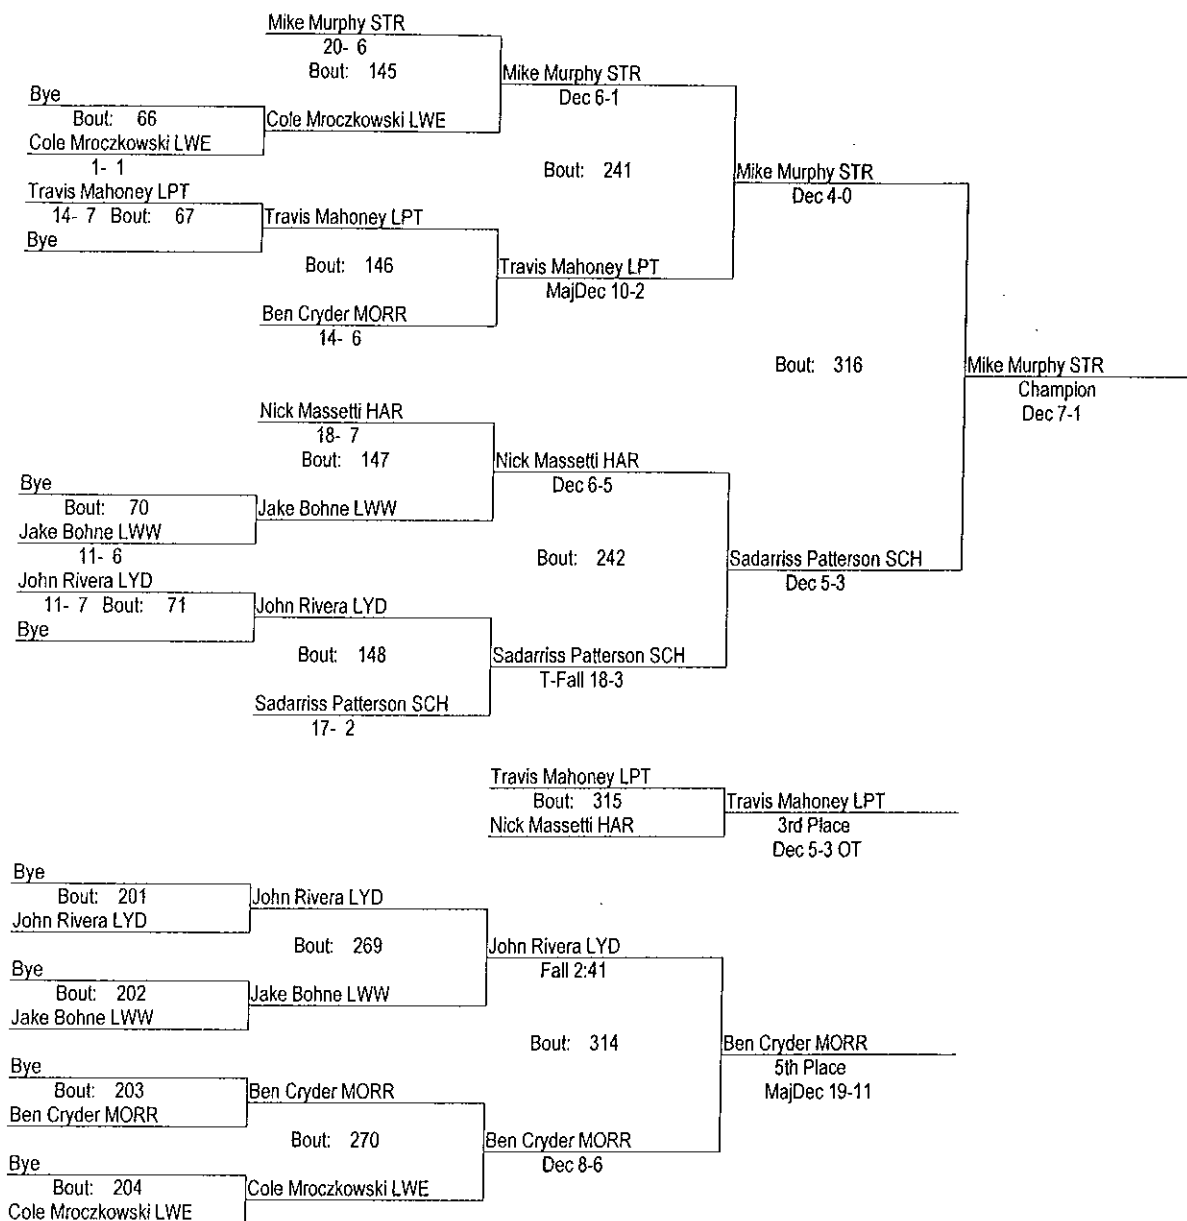 Mike Murphy STR
20- 6
Bout: 145
Mike Murphy STR
Dec 6-1
Bye
Bout: 66
Cole Mroczkowski LWE
Cole Mroczkowski LWE
1- 1
Bout: 241
Mike Murphy STR
Dec 4-0
Travis Mahoney LPT
14- 7 Bout: 67
Travis Mahoney LPT
Bye
Bout: 146
Travis Mahoney LPT
MajDec 10-2
Ben Cryder MORR
14- 6
Bout: 316
Mike Murphy STR
Champion
Dec 7-1
Nick Massetti HAR
18- 7
Bout: 147
Nick Massetti HAR
Dec 6-5
Bye
Bout: 70
Jake Bohne LWW
Jake Bohne LWW
11- 6
Bout: 242
Sadarriss Patterson SCH
Dec 5-3
John Rivera LYD
11- 7 Bout: 71
John Rivera LYD
Bye
Bout: 148
Sadarriss Patterson SCH
T-Fall 18-3
Sadarriss Patterson SCH
17- 2
Travis Mahoney LPT
Bout: 315
Travis Mahoney LPT
Nick Massetti HAR
3rd Place
Dec 5-3 OT
Bye
Bout: 201
John Rivera LYD
John Rivera LYD
Bout: 269
John Rivera LYD
Fall 2:41
Bye
Bout: 202
Jake Bohne LWW
Jake Bohne LWW
Bout: 314
Ben Cryder MORR
5th Place
MajDec 19-11
Bye
Bout: 203
Ben Cryder MORR
Ben Cryder MORR
Bout: 270
Ben Cryder MORR
Dec 8-6
Bye
Bout: 204
Cole Mroczkowski LWE
Cole Mroczkowski LWE